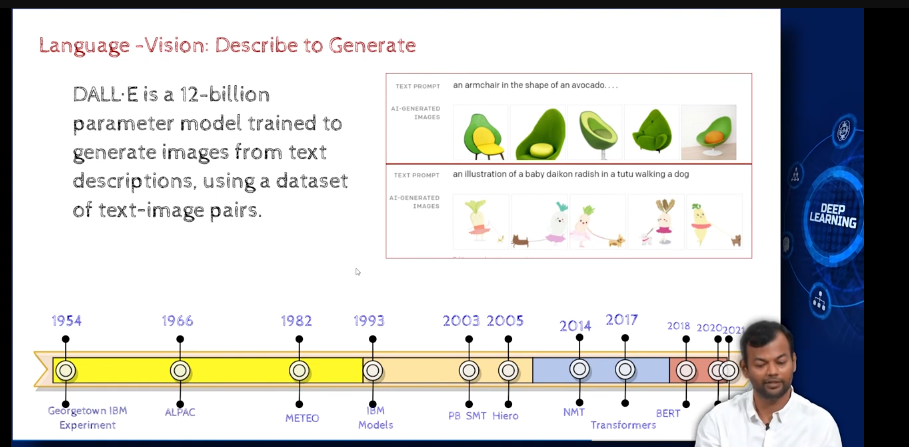 Language -Vision: Describe to Generate
DALL·E is a 12-billion
parameter model trained to
generate images from text
descriptions, using a dataset
of text-image pairs.
TEXT PROMPT an armchair in the shape of an avocado. . . .
AI-GENERATED
IMAGES
TEXT PROMPT an illustration of a baby daikon radish in a tutu walking a dog
AI-GENERATED
IMAGES
DEEP
LEARNING
1954 1966 1982 1993 2003 2005 2014 2017 2018 2020 2021
Georgetown IBM
Experiment
ALPAC
METEO
IBM
Models
PB SMT Hiero
NMT
Transformers
BERT